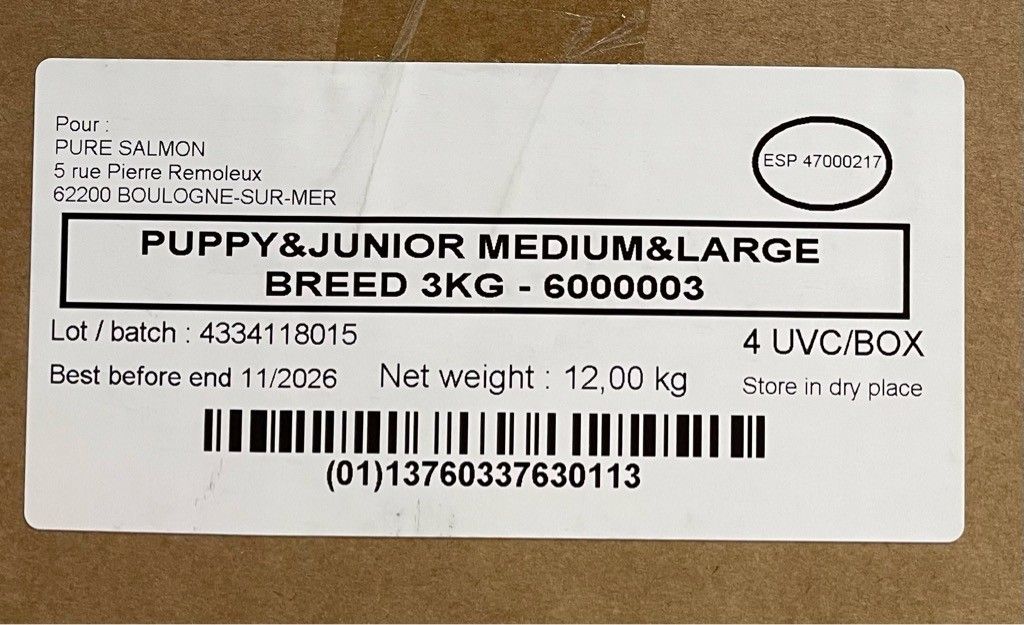 Pour :
PURE SALMON
5 rue Pierre Remoleux
62200 BOULOGNE-SUR-MER
ESP 47000217
PUPPY&JUNIOR MEDIUM&LARGE
BREED 3KG - 6000003
Lot / batch : 4334118015
4 UVC/BOX
Best before end 11/2026 Net weight : 12,00 kg
Store in dry place
(01)13760337630113